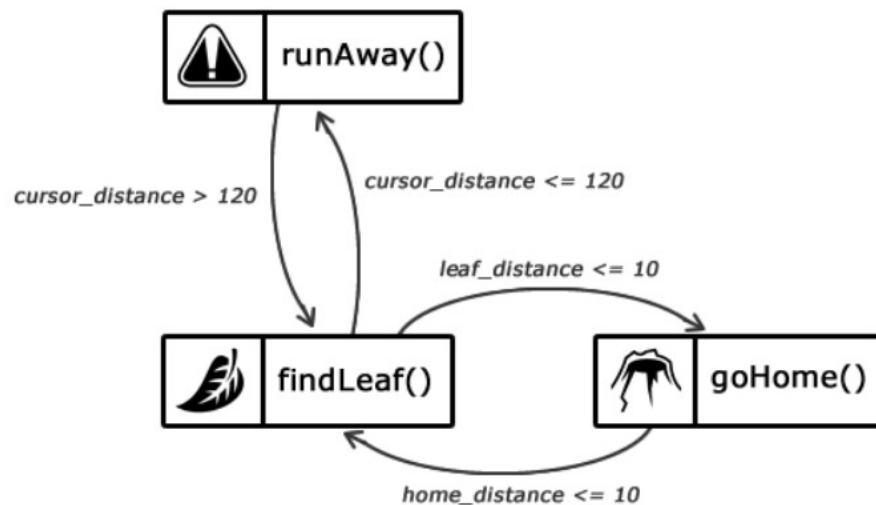 runAway()
cursor_distance > 120
cursor_distance <= 120
leaf_distance <= 10
findLeaf()
goHome()
home_distance <= 10